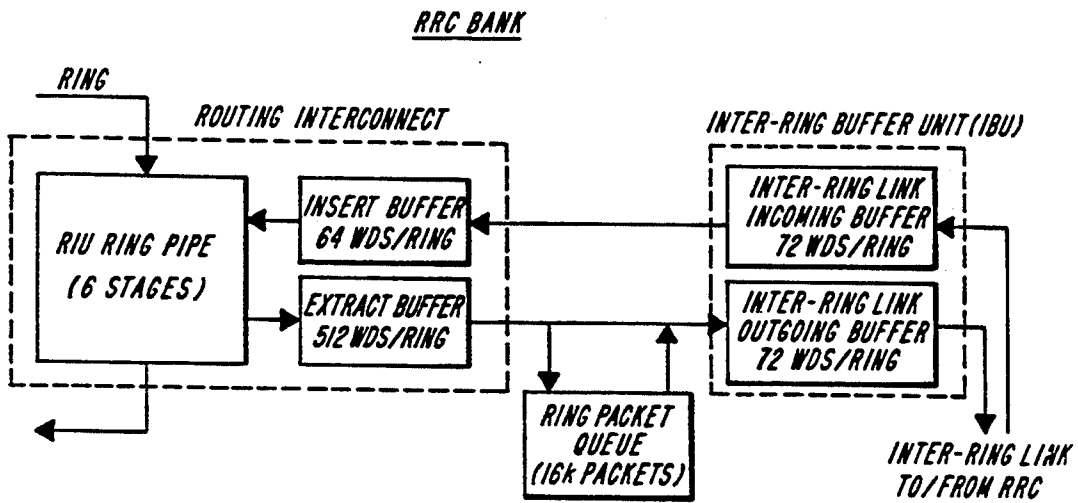 RRC BANK
RING
ROUTING INTERCONNECT
INTER-RING BUFFER UNIT(IBU)
RIU RING PIPE
(6 STAGES)
INSERT BUFFER
64 WDS/RING
EXTRACT BUFFER
512 WDS/RING
INTER-RING LINK
INCOMING BUFFER
72 WDS/RING
INTER-RING LINK
OUTGOING BUFFER
72 WDS/RING
RING PACKET
QUEUE
(16K PACKETS)
INTER-RING LINK
TO/FROM RRC